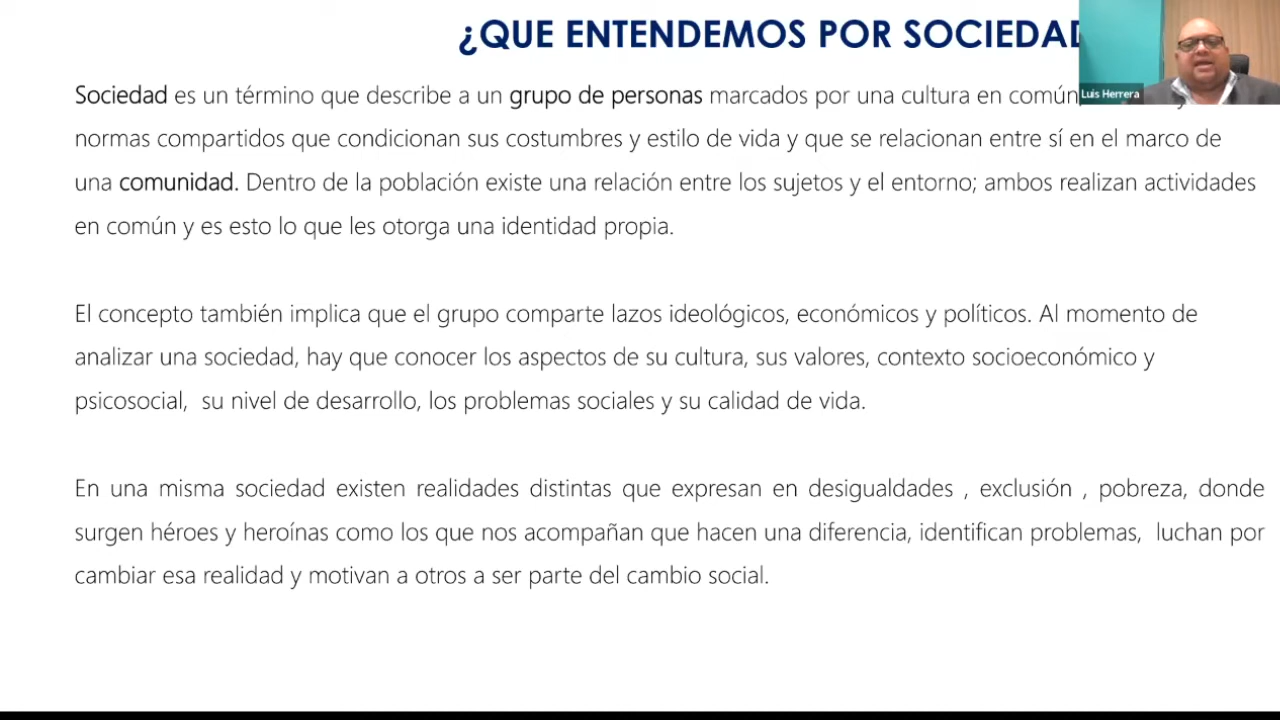 ¿QUE ENTENDEMOS POR SOCIEDAD
Luis Herrera
Sociedad es un término que describe a un grupo de personas marcados por una cultura en común,
normas compartidos que condicionan sus costumbres y estilo de vida y que se relacionan entre sí en el marco de
una comunidad. Dentro de la población existe una relación entre los sujetos y el entorno; ambos realizan actividades
en común y es esto lo que les otorga una identidad propia.
El concepto también implica que el grupo comparte lazos ideológicos, económicos y políticos. Al momento de
analizar una sociedad, hay que conocer los aspectos de su cultura, sus valores, contexto socioeconómico y
psicosocial,  su nivel de desarrollo, los problemas sociales y su calidad de vida.
En una misma sociedad existen realidades distintas que expresan en desigualdades , exclusión , pobreza, donde
surgen héroes y heroínas como los que nos acompañan que hacen una diferencia, identifican problemas,  luchan por
cambiar esa realidad y motivan a otros a ser parte del cambio social.